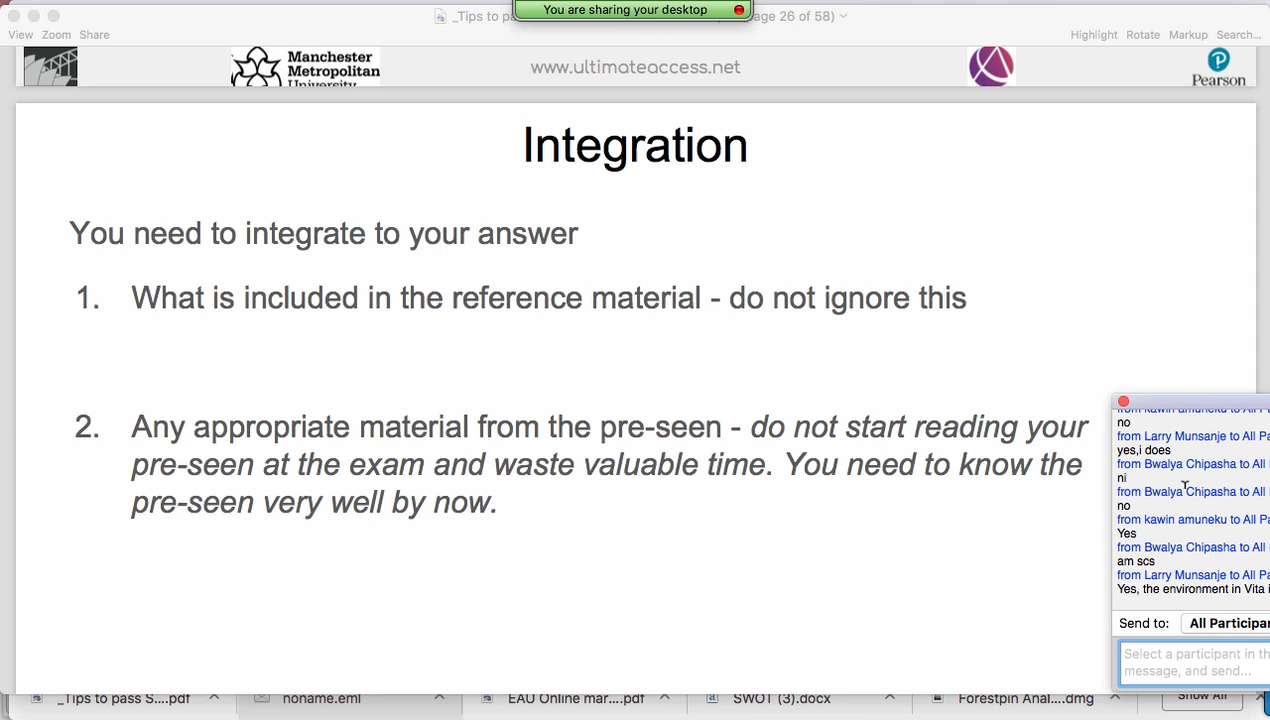 You are sharing your desktop
_Tips to pa
age 26 of 58)
View Zoom Share
Highlight Rotate Markup Search...
Manchester
Metropolitan
University
www.ultimateaccess.net
Pearson
Integration
You need to integrate to your answer
1. What is included in the reference material - do not ignore this
2. Any appropriate material from the pre-seen - do not start reading your
pre-seen at the exam and waste valuable time. You need to know the
pre-seen very well by now.
from kawin amuneku to All Pa
no
from Larry Munsanje to All Pa
yes,i does
from Bwalya Chipasha to All
ni
from Bwalya Chipasha to All
no
from kawin amuneku to All Pa
Yes
from Bwalya Chipasha to All
am scs
from Larry Munsanje to All Pa
Yes, the environment in Vita i
Send to: All Participar
Select a participant in th
message, and send...
_Tips to pass S....pdf
noname.eml
EAU Online mar....pdf
SWOT (3).docx
Forestpin Anal....dmg
Show All